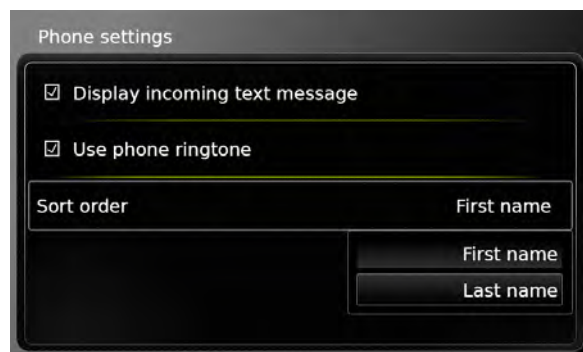 Phone settings
Display incoming text message
Use phone ringtone
Sort order First name
First name
Last name